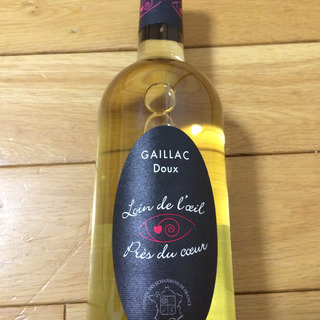 GAILLAC
Doux
Loin de l'œil
Près du cœur